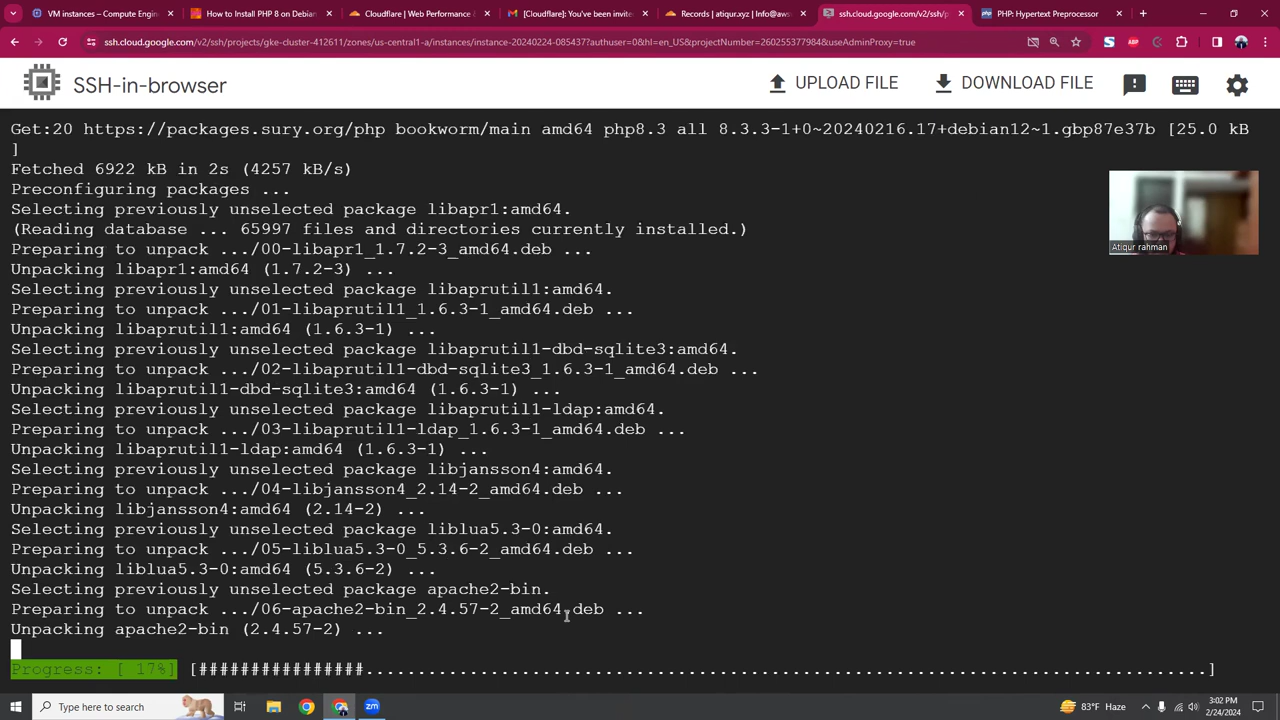 VM instances – Compute Engin
How to Install PHP 8 on Debian
Cloudflare | Web Performance &
[Cloudflare]: You've been invite
Records | atiqur.xyz | Info@aws
ssh.cloud.google.com/v2/ssh/p
PHP: Hypertext Preprocessor
ssh.cloud.google.com/v2/ssh/projects/gke-cluster-412611/zones/us-central1-a/instances/instance-20240224-085437?authuser=0&hl=en_US&projectNumber=260255377984&useAdminProxy=true
SSH-in-browser
UPLOAD FILE
DOWNLOAD FILE
Get:20 https://packages.sury.org/php bookworm/main amd64 php8.3 all 8.3.3-1+0~20240216.17+debian12~1.gbp87e37b [25.0 kB
]
Fetched 6922 kB in 2s (4257 kB/s)
Preconfiguring packages ...
Selecting previously unselected package libapr1:amd64.
(Reading database ... 65997 files and directories currently installed.)
Preparing to unpack .../00-libapr1_1.7.2-3_amd64.deb ...
Unpacking libapr1:amd64 (1.7.2-3) ...
Selecting previously unselected package libaprutil1:amd64.
Preparing to unpack .../01-libaprutil1_1.6.3-1_amd64.deb ...
Unpacking libaprutil1:amd64 (1.6.3-1) ...
Selecting previously unselected package libaprutil1-dbd-sqlite3:amd64.
Preparing to unpack .../02-libaprutil1-dbd-sqlite3_1.6.3-1_amd64.deb ...
Unpacking libaprutil1-dbd-sqlite3:amd64 (1.6.3-1) ...
Selecting previously unselected package libaprutil1-ldap:amd64.
Preparing to unpack .../03-libaprutil1-ldap_1.6.3-1_amd64.deb ...
Unpacking libaprutil1-ldap:amd64 (1.6.3-1) ...
Selecting previously unselected package libjansson4:amd64.
Preparing to unpack .../04-libjansson4_2.14-2_amd64.deb ...
Unpacking libjansson4:amd64 (2.14-2) ...
Selecting previously unselected package liblua5.3-0:amd64.
Preparing to unpack .../05-liblua5.3-0_5.3.6-2_amd64.deb ...
Unpacking liblua5.3-0:amd64 (5.3.6-2) ...
Selecting previously unselected package apache2-bin.
Preparing to unpack .../06-apache2-bin_2.4.57-2_amd64.deb ...
Unpacking apache2-bin (2.4.57-2) ...
Progress: [ 17%] [################..................................................................................]
Atiqur rahman
Type here to search
83°F Haze
3:02 PM
2/24/2024